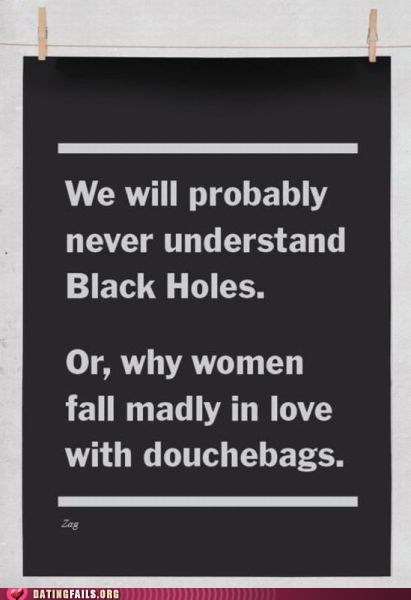 We will probably
never understand
Black Holes.
Or, why women
fall madly in love
with douchebags.
Zag
DATINGFAILS.ORG